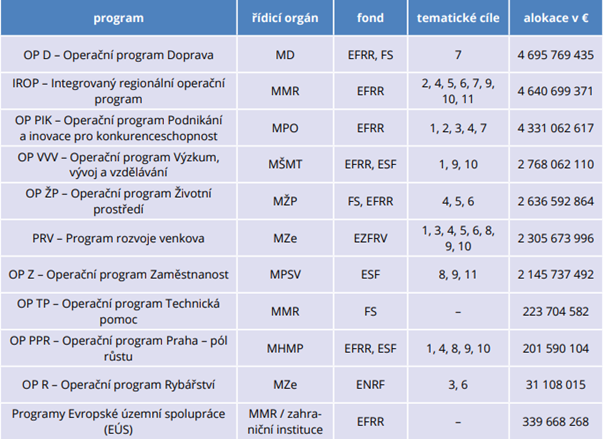 program řídicí orgán fond tematické cíle alokace v €
OP D – Operační program Doprava MD EFRR, FS 7 4 695 769 435
IROP – Integrovaný regionální operační
program MMR EFRR 2, 4, 5, 6, 7, 9,
10, 11 4 640 699 371
OP PIK – Operační program Podnikání
a inovace pro konkurenceschopnost MPO EFRR 1, 2, 3, 4, 7 4 331 062 617
OP VVV – Operační program Výzkum,
vývoj a vzdělávání MŠMT EFRR, ESF 1, 9, 10 2 768 062 110
OP ŽP – Operační program Životní
prostředí MŽP FS, EFRR 4, 5, 6 2 636 592 864
PRV – Program rozvoje venkova MZe EZFRV 1, 3, 4, 5, 6, 8,
9, 10 2 305 673 996
OP Z – Operační program Zaměstnanost MPSV ESF 8, 9, 11 2 145 737 492
OP TP – Operační program Technická
pomoc MMR FS – 223 704 582
OP PPR – Operační program Praha – pól
růstu MHMP EFRR, ESF 1, 4, 8, 9, 10 201 590 104
OP R – Operační program Rybářství MZe ENRF 3, 6 31 108 015
Programy Evropské územní spolupráce
(EÚS) MMR / zahra-
niční instituce EFRR – 339 668 268